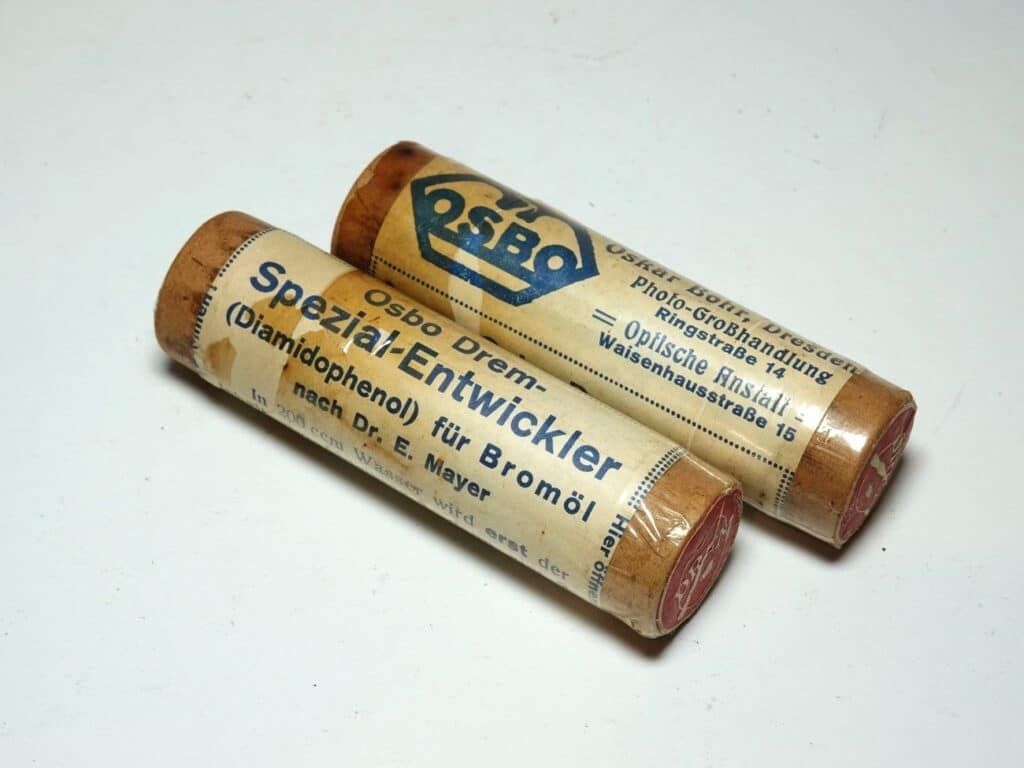 OSBO
Oskar Bohr, Dresden
Photo-Großhandlung
Ringstraße 14
= Optische Anstalt =
Waisenhausstraße 15
Osbo Drem-
Spezial-Entwickler
(Diamidophenol) für Bromöl
nach Dr. E. Mayer
In 200 ccm Wasser wird erst der
Hier öffnen